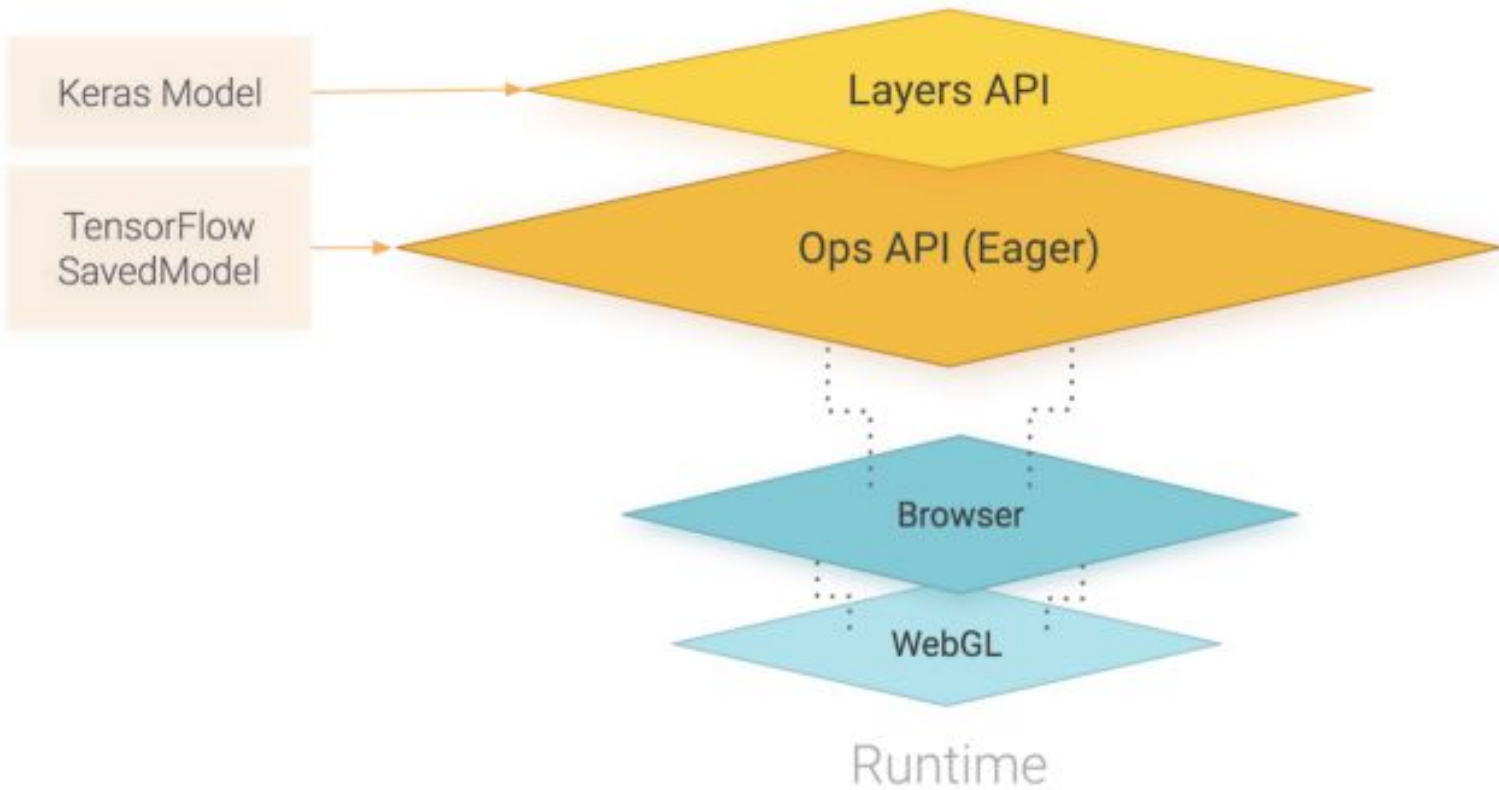 Keras Model
Layers API
TensorFlow
SavedModel
Ops API (Eager)
Browser
WebGL
Runtime